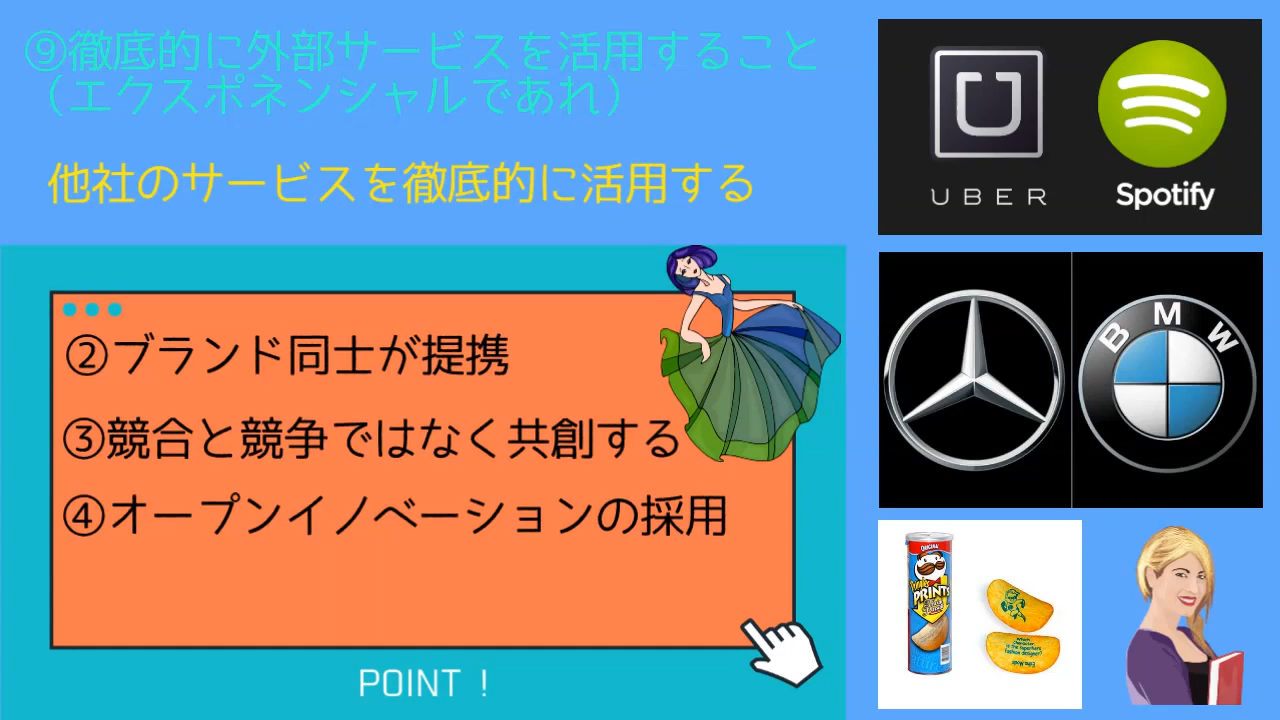 ⑨徹底的に外部サービスを活用すること
（エクスポネンシャルであれ）
他社のサービスを徹底的に活用する
②ブランド同士が提携
③競合と競争ではなく共創する
④オープンイノベーションの採用
POINT !
UBER
Spotify
BMW
ORIGINAL
PRINTS